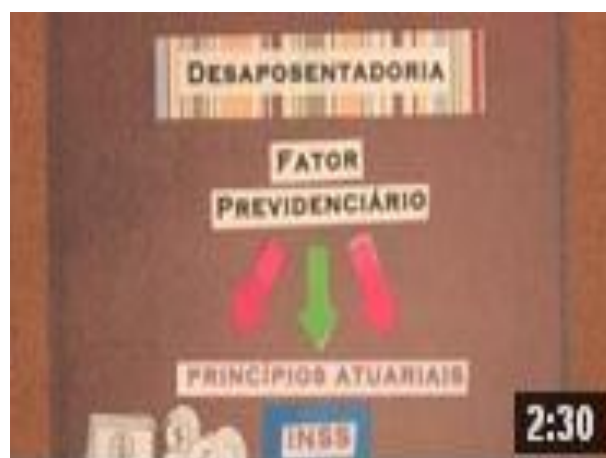 DESAPOSENTADORIA
FATOR
PREVIDENCIÁRIO
PRINCÍPIOS ATUARIAIS
INSS
2:30